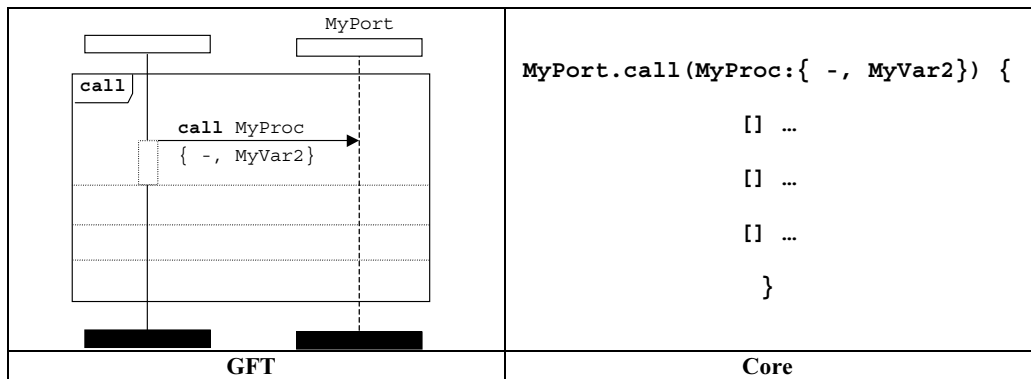 MyPort
call
call MyProc
{ -, MyVar2}
GFT
MyPort.call(MyProc:{ -, MyVar2}) {
[] …
[] …
[] …
}
Core